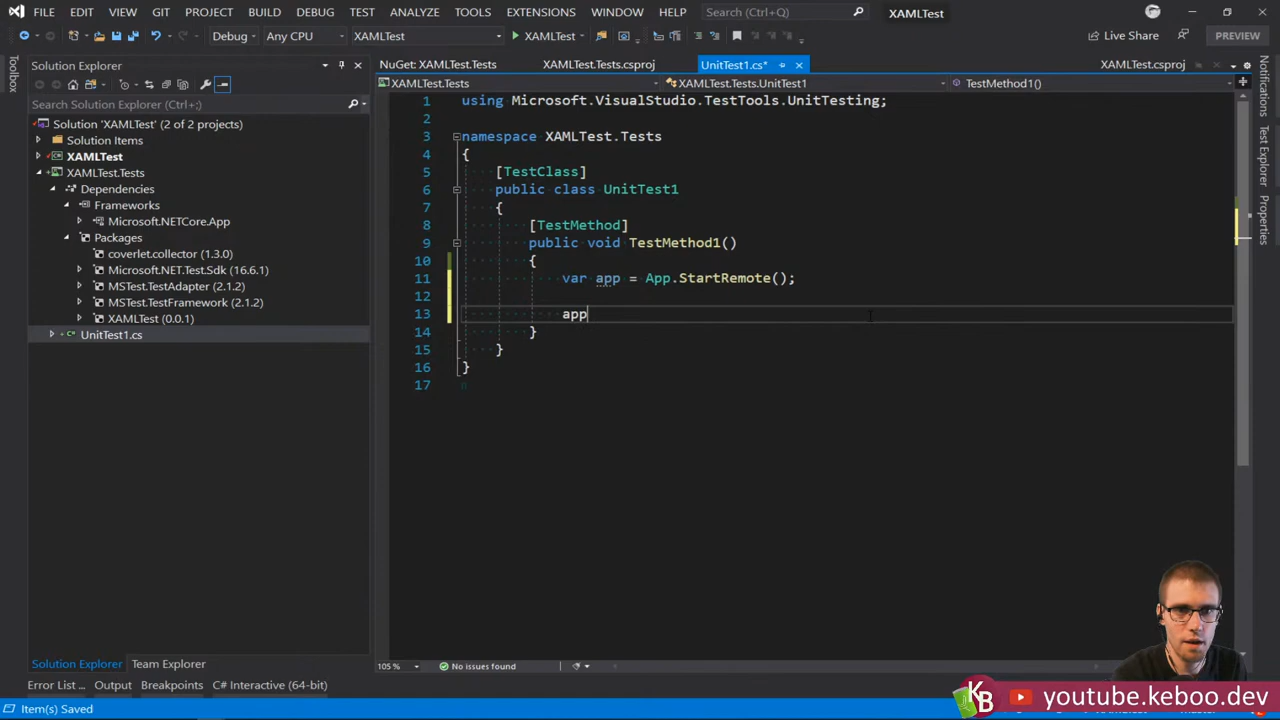 FILE EDIT VIEW GIT PROJECT BUILD DEBUG TEST ANALYZE TOOLS EXTENSIONS WINDOW HELP Search (Ctrl+Q) XAMLTest
Debug Any CPU XAMLTest XAMLTest Live Share PREVIEW
Toolbox
Solution Explorer
Search Solution Explorer (Ctrl+;)
Solution 'XAMLTest' (2 of 2 projects)
Solution Items
XAMLTest
XAMLTest.Tests
Dependencies
Frameworks
Microsoft.NETCore.App
Packages
coverlet.collector (1.3.0)
Microsoft.NET.Test.Sdk (16.6.1)
MSTest.TestAdapter (2.1.2)
MSTest.TestFramework (2.1.2)
XAMLTest (0.0.1)
UnitTest1.cs
NuGet: XAMLTest.Tests XAMLTest.Tests.csproj UnitTest1.cs* XAMLTest.csproj
XAMLTest.Tests XAMLTest.Tests.UnitTest1 TestMethod1()
1 using Microsoft.VisualStudio.TestTools.UnitTesting;
2
3 namespace XAMLTest.Tests
4 {
5 [TestClass]
6 public class UnitTest1
7 {
8 [TestMethod]
9 public void TestMethod1()
10 {
11 var app = App.StartRemote();
12
13 app
14 }
15 }
16 }
17
Notifications
Test Explorer
Properties
105 % No issues found
Solution Explorer Team Explorer
Error List ... Output Breakpoints C# Interactive (64-bit)
Item(s) Saved
K B youtube.keboo.dev